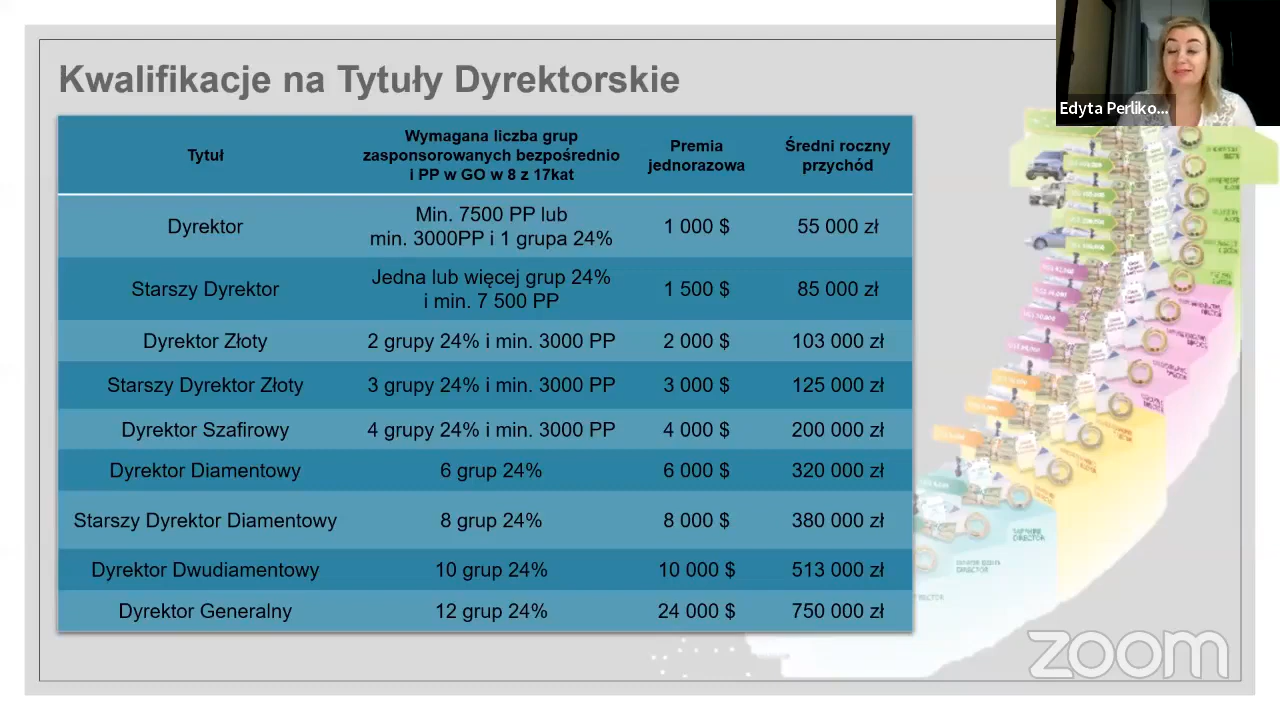 Kwalifikacje na Tytuły Dyrektorskie
Edyta Perliko...
Tytuł
Wymagana liczba grup
zasponsorowanych bezpośrednio
i PP w GO w 8 z 17kat
Premia
jednorazowa
Średni roczny
przychód
Dyrektor
Min. 7500 PP lub
min. 3000PP i 1 grupa 24%
1 000 $
55 000 zł
Starszy Dyrektor
Jedna lub więcej grup 24%
i min. 7 500 PP
1 500 $
85 000 zł
Dyrektor Złoty
2 grupy 24% i min. 3000 PP
2 000 $
103 000 zł
Starszy Dyrektor Złoty
3 grupy 24% i min. 3000 PP
3 000 $
125 000 zł
Dyrektor Szafirowy
4 grupy 24% i min. 3000 PP
4 000 $
200 000 zł
Dyrektor Diamentowy
6 grup 24%
6 000 $
320 000 zł
Starszy Dyrektor Diamentowy
8 grup 24%
8 000 $
380 000 zł
Dyrektor Dwudiamentowy
10 grup 24%
10 000 $
513 000 zł
Dyrektor Generalny
12 grup 24%
24 000 $
750 000 zł
SAPPHIRE
DIRECTOR
DIRECTOR
zoom